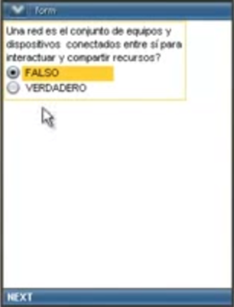 form
Una red es el conjunto de equipos y
dispositivos conectados entre sí para
interactuar y compartir recursos?
FALSO
VERDADERO
NEXT